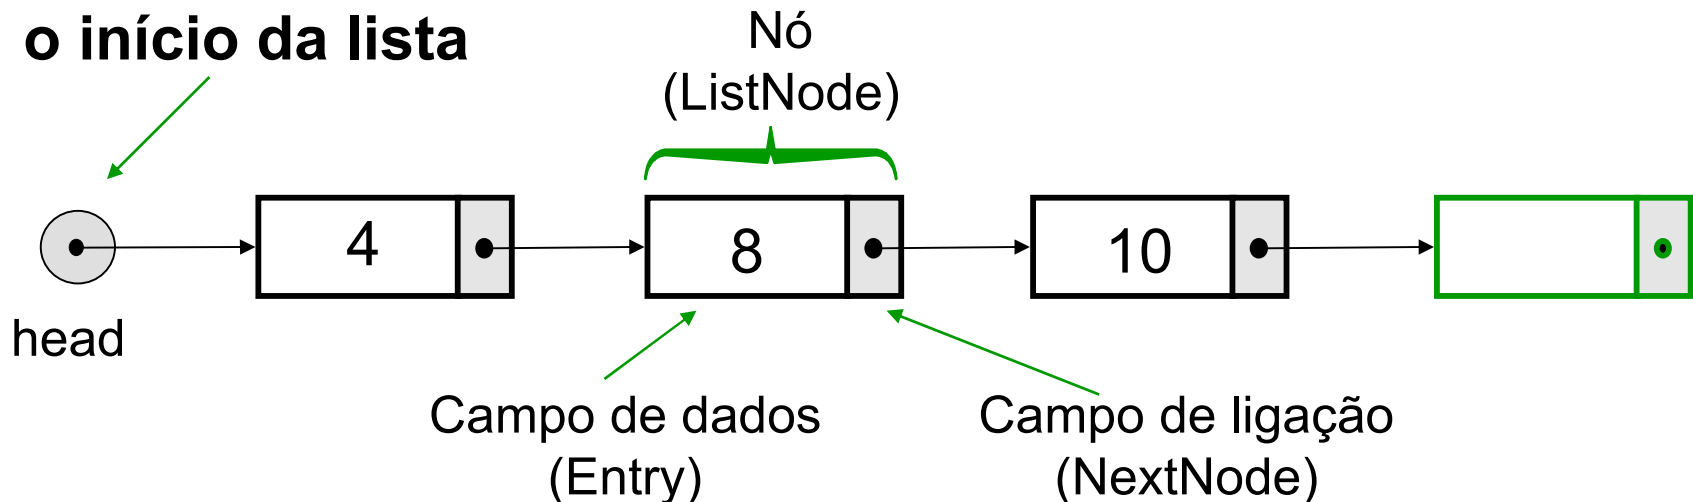 o início da lista
Nó
(ListNode)
4
8
10
head
Campo de dados
(Entry)
Campo de ligação
(NextNode)